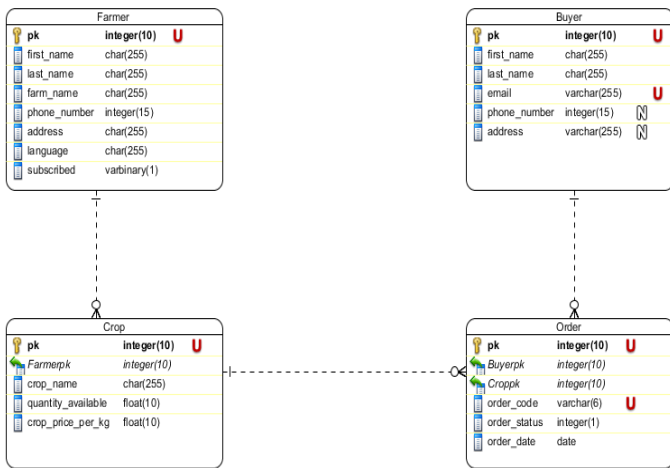 Farmer
pk integer(10) U
first_name char(255)
last_name char(255)
farm_name char(255)
phone_number integer(15)
address char(255)
language char(255)
subscribed varbinary(1)
Buyer
pk integer(10) U
first_name char(255)
last_name char(255)
email varchar(255) U
phone_number integer(15) N
address varchar(255) N
Crop
pk integer(10) U
Farmerpk integer(10)
crop_name char(255)
quantity_available float(10)
crop_price_per_kg float(10)
Order
pk integer(10) U
Buyerpk integer(10)
Croppk integer(10)
order_code varchar(6) U
order_status integer(1)
order_date date